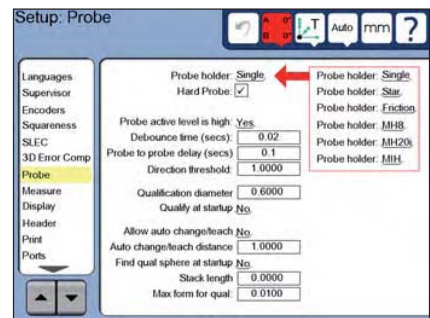 Setup: Probe
A 0°
B 0°
T
Auto
mm
?
Languages
Supervisor
Encoders
Squareness
SLEC
3D Error Comp
Probe
Measure
Display
Header
Print
Ports
Probe holder: Single.
Hard Probe: ✓
Probe active level is high: Yes.
Debounce time (secs): 0.02
Probe to probe delay (secs) 0.1
Direction threshold: 1.0000
Qualification diameter 0.6000
Qualify at startup No.
Allow auto change/teach No.
Auto change/teach distance 1.0000
Find qual sphere at startup No.
Stack length 0.0000
Max form for qual: 0.0100
Probe holder: Single.
Probe holder: Star.
Probe holder: Friction.
Probe holder: MH8.
Probe holder: MH20i.
Probe holder: MIH.